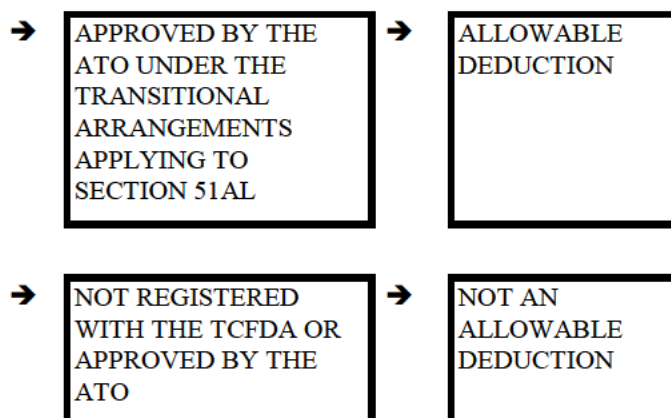 ➔ APPROVED BY THE ➔ ALLOWABLE
ATO UNDER THE DEDUCTION
TRANSITIONAL
ARRANGEMENTS
APPLYING TO
SECTION 51AL
➔ NOT REGISTERED ➔ NOT AN
WITH THE TCFDA OR ALLOWABLE
APPROVED BY THE DEDUCTION
ATO